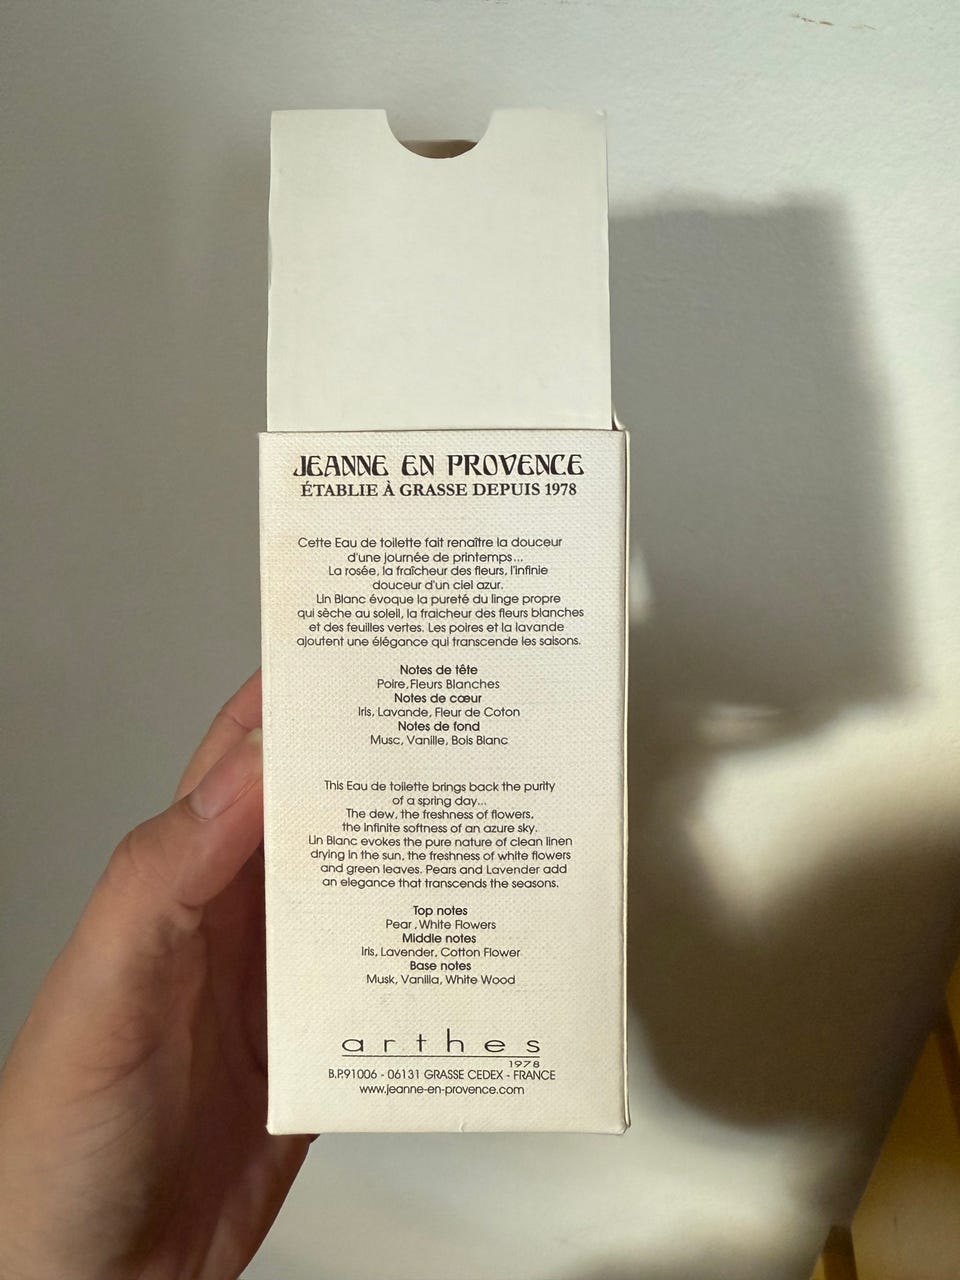 JEANNE EN PROVENCE
ÉTABLIE À GRASSE DEPUIS 1978
Cette Eau de toilette fait renaître la douceur
d'une journée de printemps...
La rosée, la fraîcheur des fleurs, l'infinie
douceur d'un ciel azur.
Lin Blanc évoque la pureté du linge propre
qui sèche au soleil, la fraicheur des fleurs blanches
et des feuilles vertes. Les poires et la lavande
ajoutent une élégance qui transcende les saisons.
Notes de tête
Poire, Fleurs Blanches
Notes de cœur
Iris, Lavande, Fleur de Coton
Notes de fond
Musc, Vanille, Bois Blanc
This Eau de toilette brings back the purity
of a spring day...
The dew, the freshness of flowers,
the infinite softness of an azure sky.
Lin Blanc evokes the pure nature of clean linen
drying in the sun, the freshness of white flowers
and green leaves. Pears and Lavender add
an elegance that transcends the seasons.
Top notes
Pear , White Flowers
Middle notes
Iris, Lavender, Cotton Flower
Base notes
Musk, Vanilla, White Wood
arthes
1978
B.P.91006 - 06131 GRASSE CEDEX - FRANCE
www.jeanne-en-provence.com